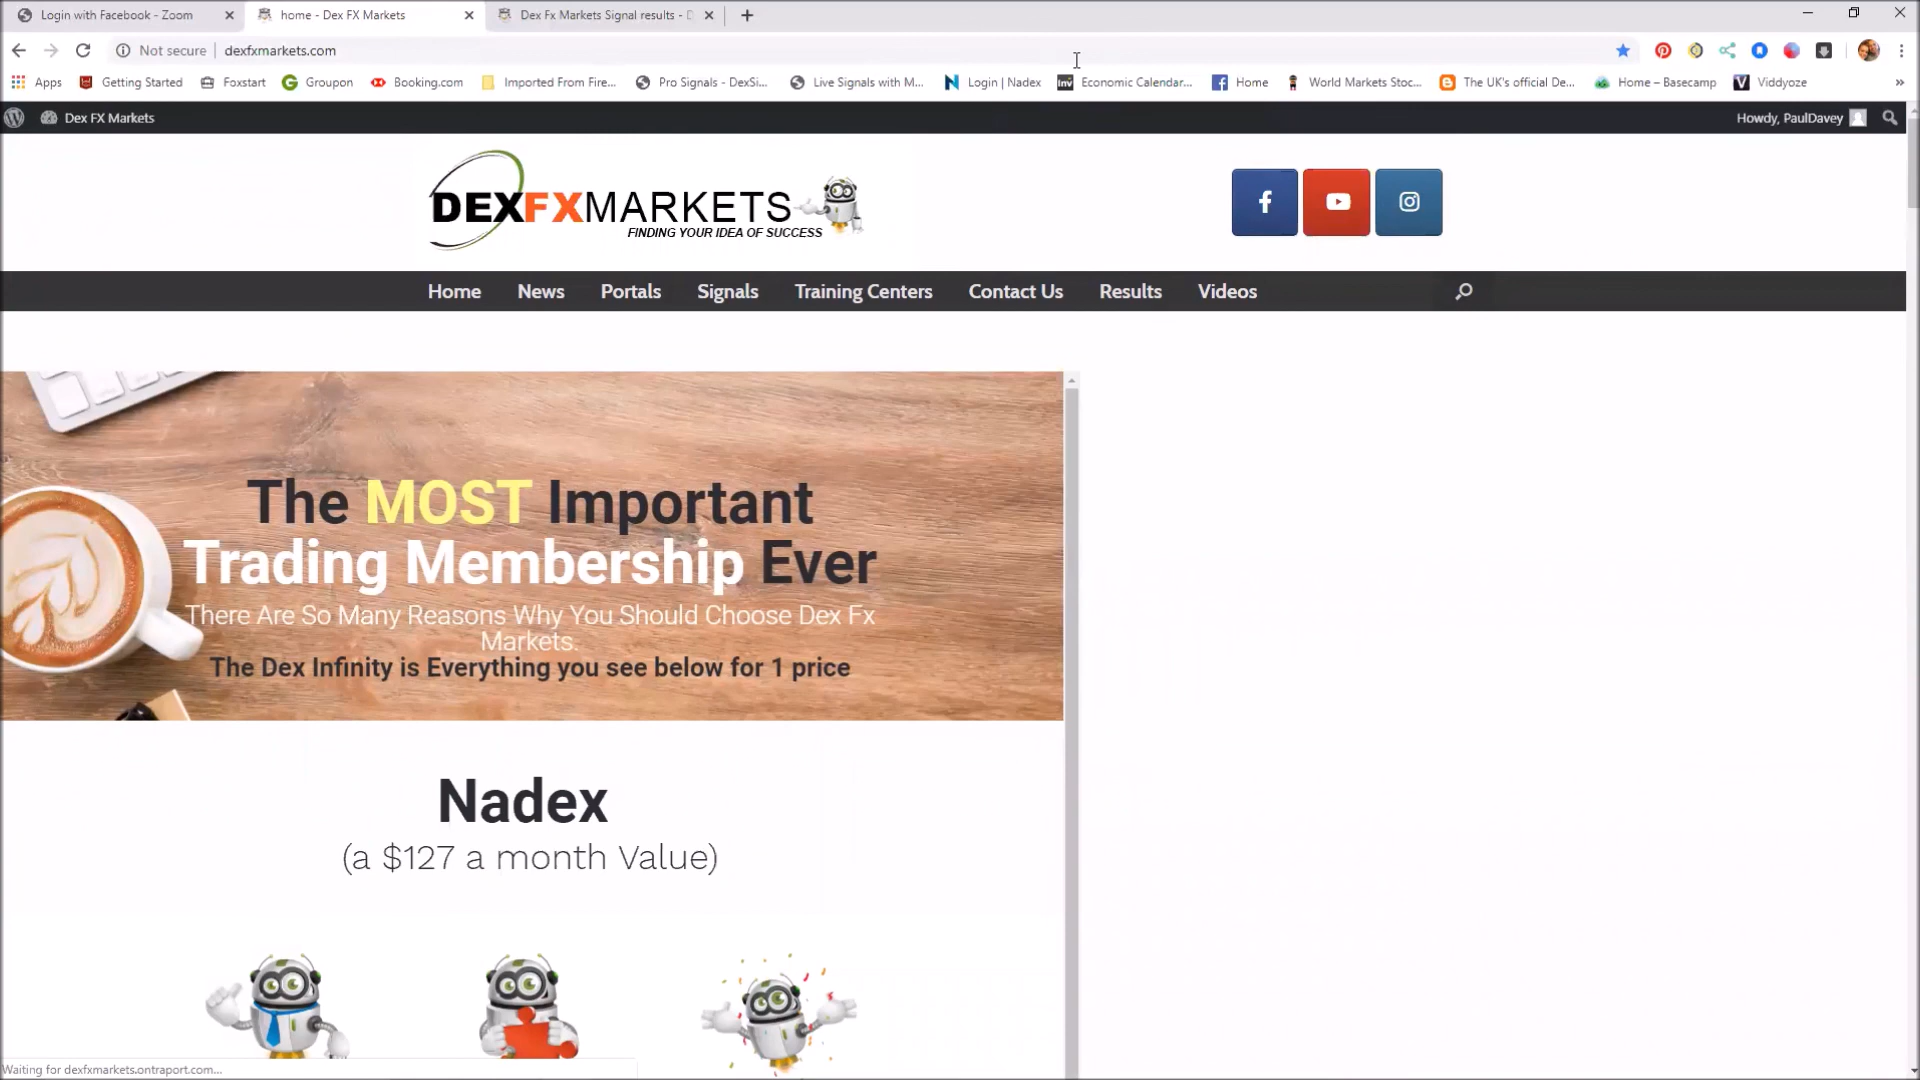 Login with Facebook - Zoom
home - Dex FX Markets
Dex Fx Markets Signal results - D
Not secure
dexfxmarkets.com
Apps
Getting Started
Foxstart
Groupon
Booking.com
Imported From Fire...
Pro Signals - DexSi...
Live Signals with M...
Login | Nadex
Inv
Economic Calendar...
Home
World Markets Stoc...
The UK's official De...
Home – Basecamp
Viddyoze
»
Dex FX Markets
Howdy, PaulDavey
DEXFXMARKETS
FINDING YOUR IDEA OF SUCCESS
Home
News
Portals
Signals
Training Centers
Contact Us
Results
Videos
The MOST Important
Trading Membership Ever
There Are So Many Reasons Why You Should Choose Dex Fx
Markets.
The Dex Infinity is Everything you see below for 1 price
Nadex
(a $127 a month Value)
Waiting for dexfxmarkets.ontraport.com...